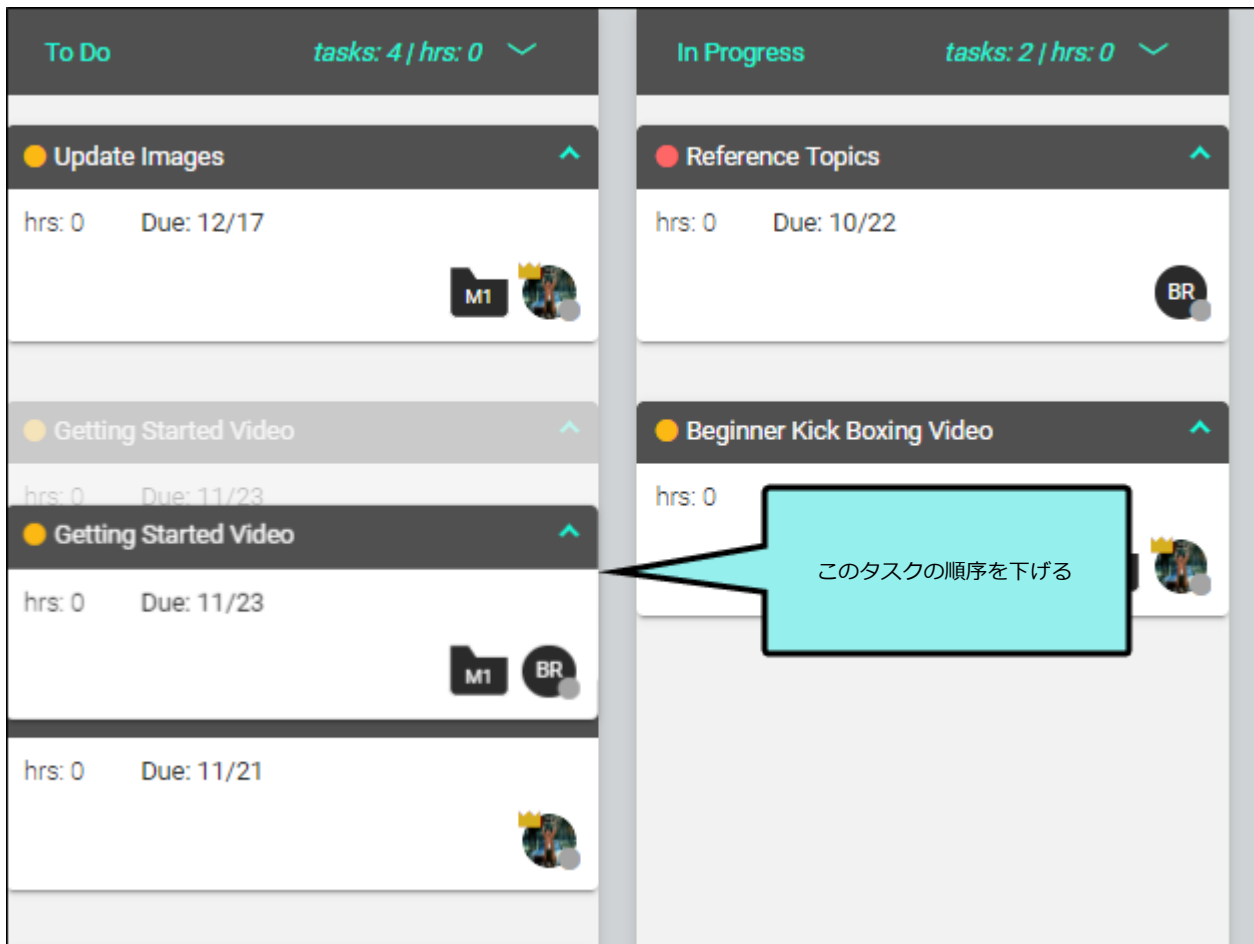 To Do tasks: 4 | hrs: 0
Update Images
hrs: 0 Due: 12/17
M1
Getting Started Video
hrs: 0 Due: 11/23
Getting Started Video
hrs: 0 Due: 11/23
M1 BR
hrs: 0 Due: 11/21
In Progress tasks: 2 | hrs: 0
Reference Topics
hrs: 0 Due: 10/22
BR
Beginner Kick Boxing Video
hrs: 0
このタスクの順序を下げる